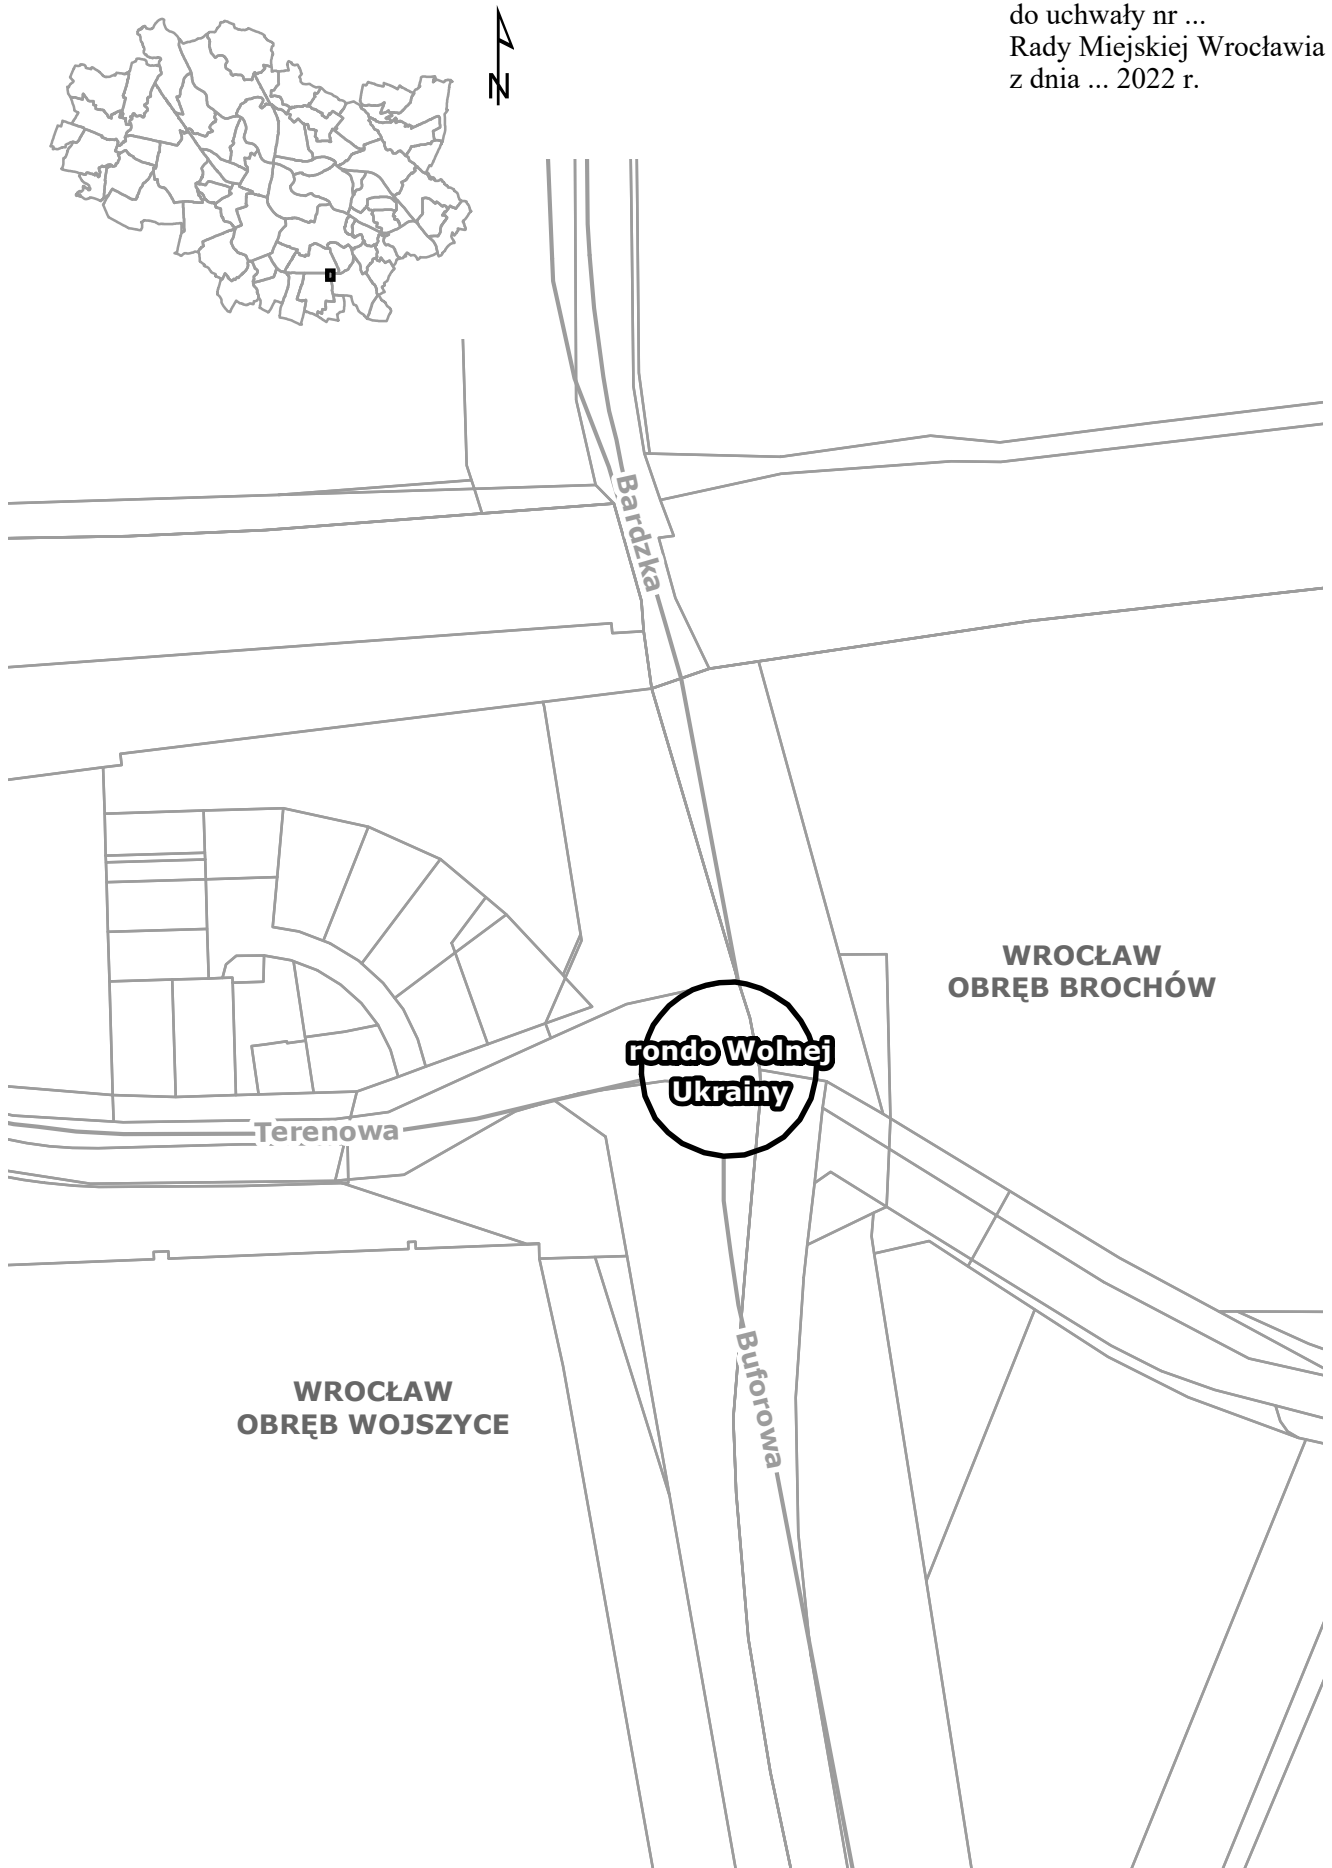 do uchwały nr ...
Rady Miejskiej Wrocławia
z dnia ... 2022 r.
N
Bardzka
WROCŁAW
OBRĘB BROCHÓW
rondo Wolnej
Ukrainy
Terenowa
Buforowa
WROCŁAW
OBRĘB WOJSZYCE